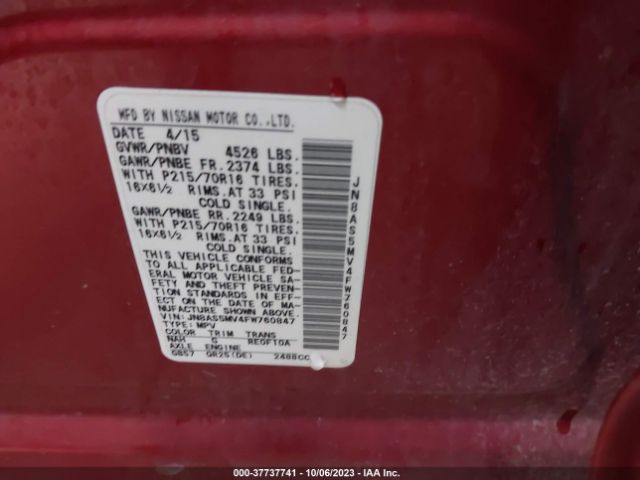 MFD BY NISSAN MOTOR CO.,LTD.
DATE 4/15
GVWR/PNBV 4526 LBS.
GAWR/PNBE FR.2374 LBS.
WITH P215/70R16 TIRES,
16X6½ RIMS,AT 33 PSI
COLD SINGLE.
GAWR/PNBE RR.2249 LBS.
WITH P215/70R16 TIRES,
16X6½ RIMS,AT 33 PSI
COLD SINGLE.
THIS VEHICLE CONFORMS
TO ALL APPLICABLE FED-
ERAL MOTOR VEHICLE SA-
FETY AND THEFT PREVEN-
TION STANDARDS IN EFF-
ECT ON THE DATE OF MA-
NUFACTURE SHOWN ABOVE.
VIN:JN8AS5MV4FW760847
TYPE:MPV
COLOR TRIM TRANS
NAH G RE0F10A
AXLE ENGINE
GB57 QR25(DE) 2488CC
JN8AS5MV4FW760847
000-37737741 - 10/06/2023 - IAA Inc.